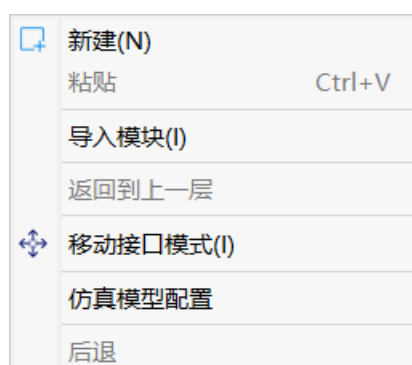 新建(N)
粘贴 Ctrl+V
导入模块(I)
返回到上一层
移动接口模式(I)
仿真模型配置
后退